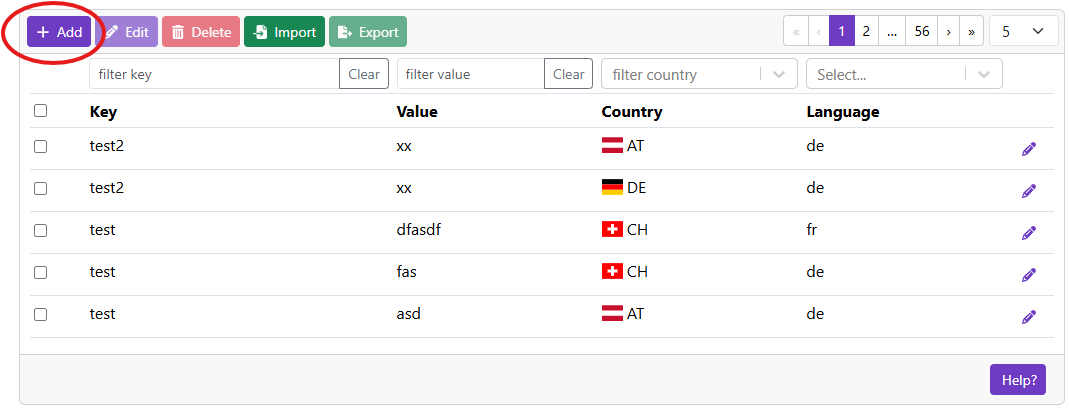 + Add Edit Delete Import Export « ‹ 1 2 ... 56 › » 5
filter key Clear filter value Clear filter country Select...
Key Value Country Language
test2 xx AT de
test2 xx DE de
test dfasdf CH fr
test fas CH de
test asd AT de
Help?